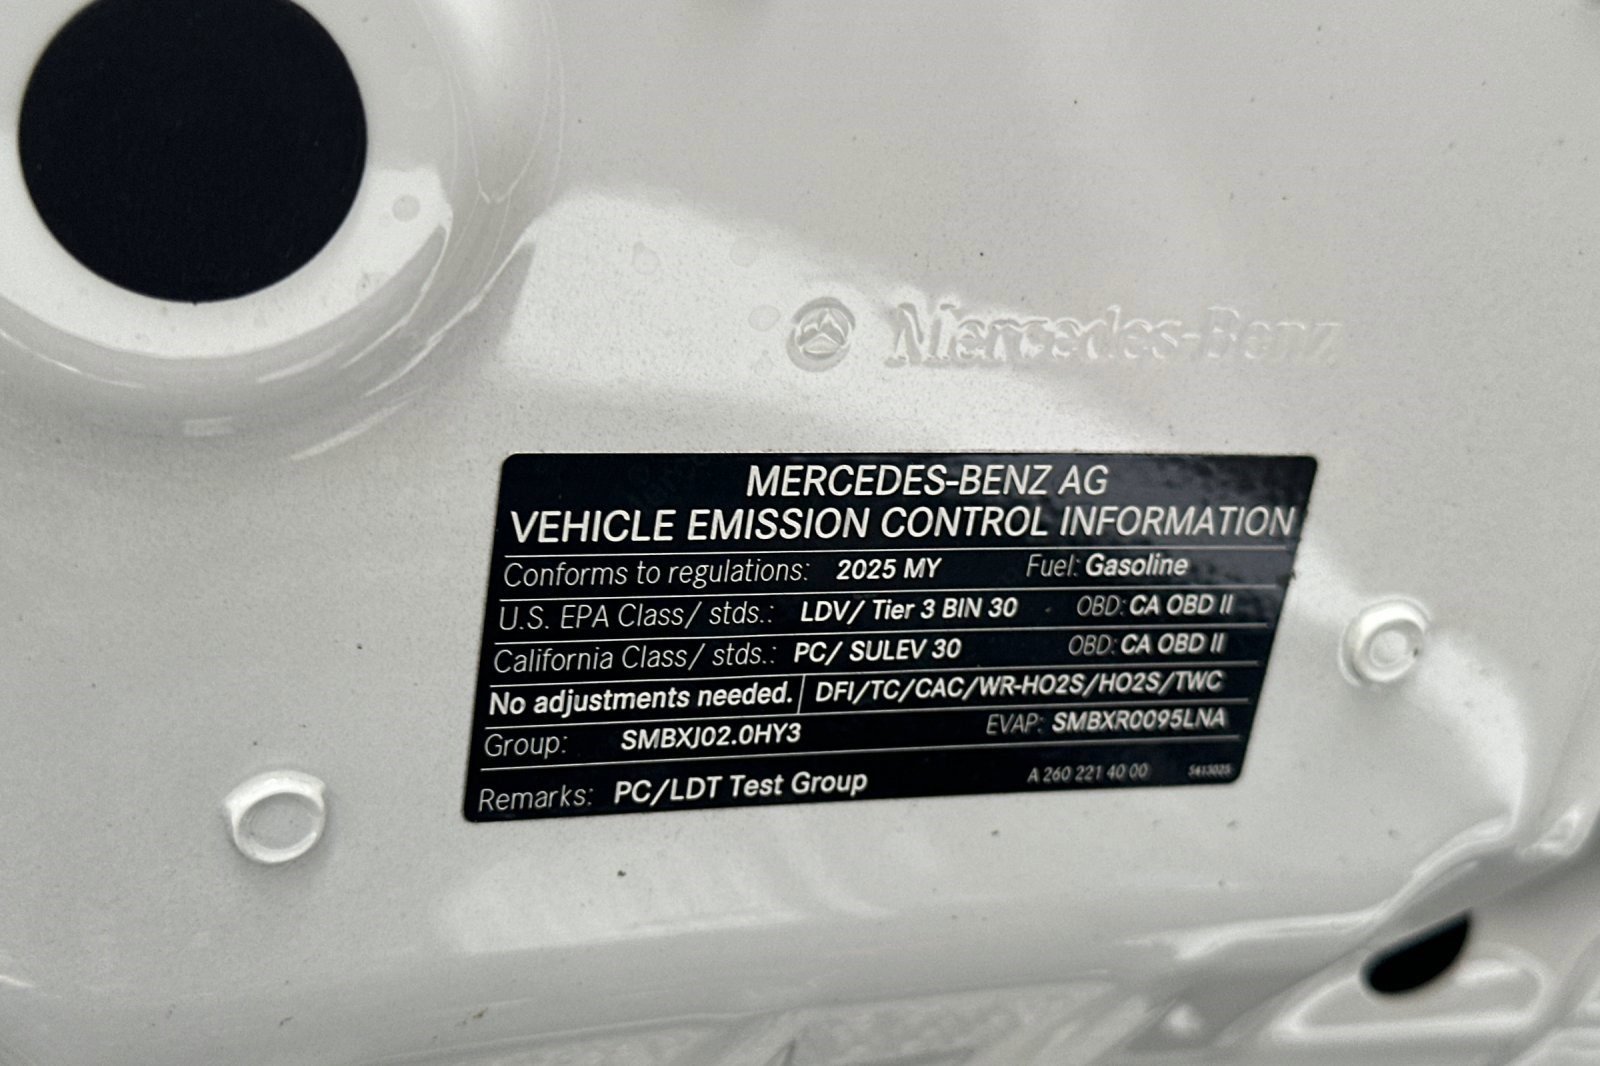 Mercedes-Benz
MERCEDES-BENZ AG
VEHICLE EMISSION CONTROL INFORMATION
Conforms to regulations: 2025 MY Fuel: Gasoline
U.S. EPA Class/ stds.: LDV/ Tier 3 BIN 30 OBD: CA OBD II
California Class/ stds.: PC/ SULEV 30 OBD: CA OBD II
No adjustments needed. DFI/TC/CAC/WR-HO2S/HO2S/TWC
Group: SMBXJ02.0HY3 EVAP: SMBXR0095LNA
Remarks: PC/LDT Test Group A 260 221 40 00